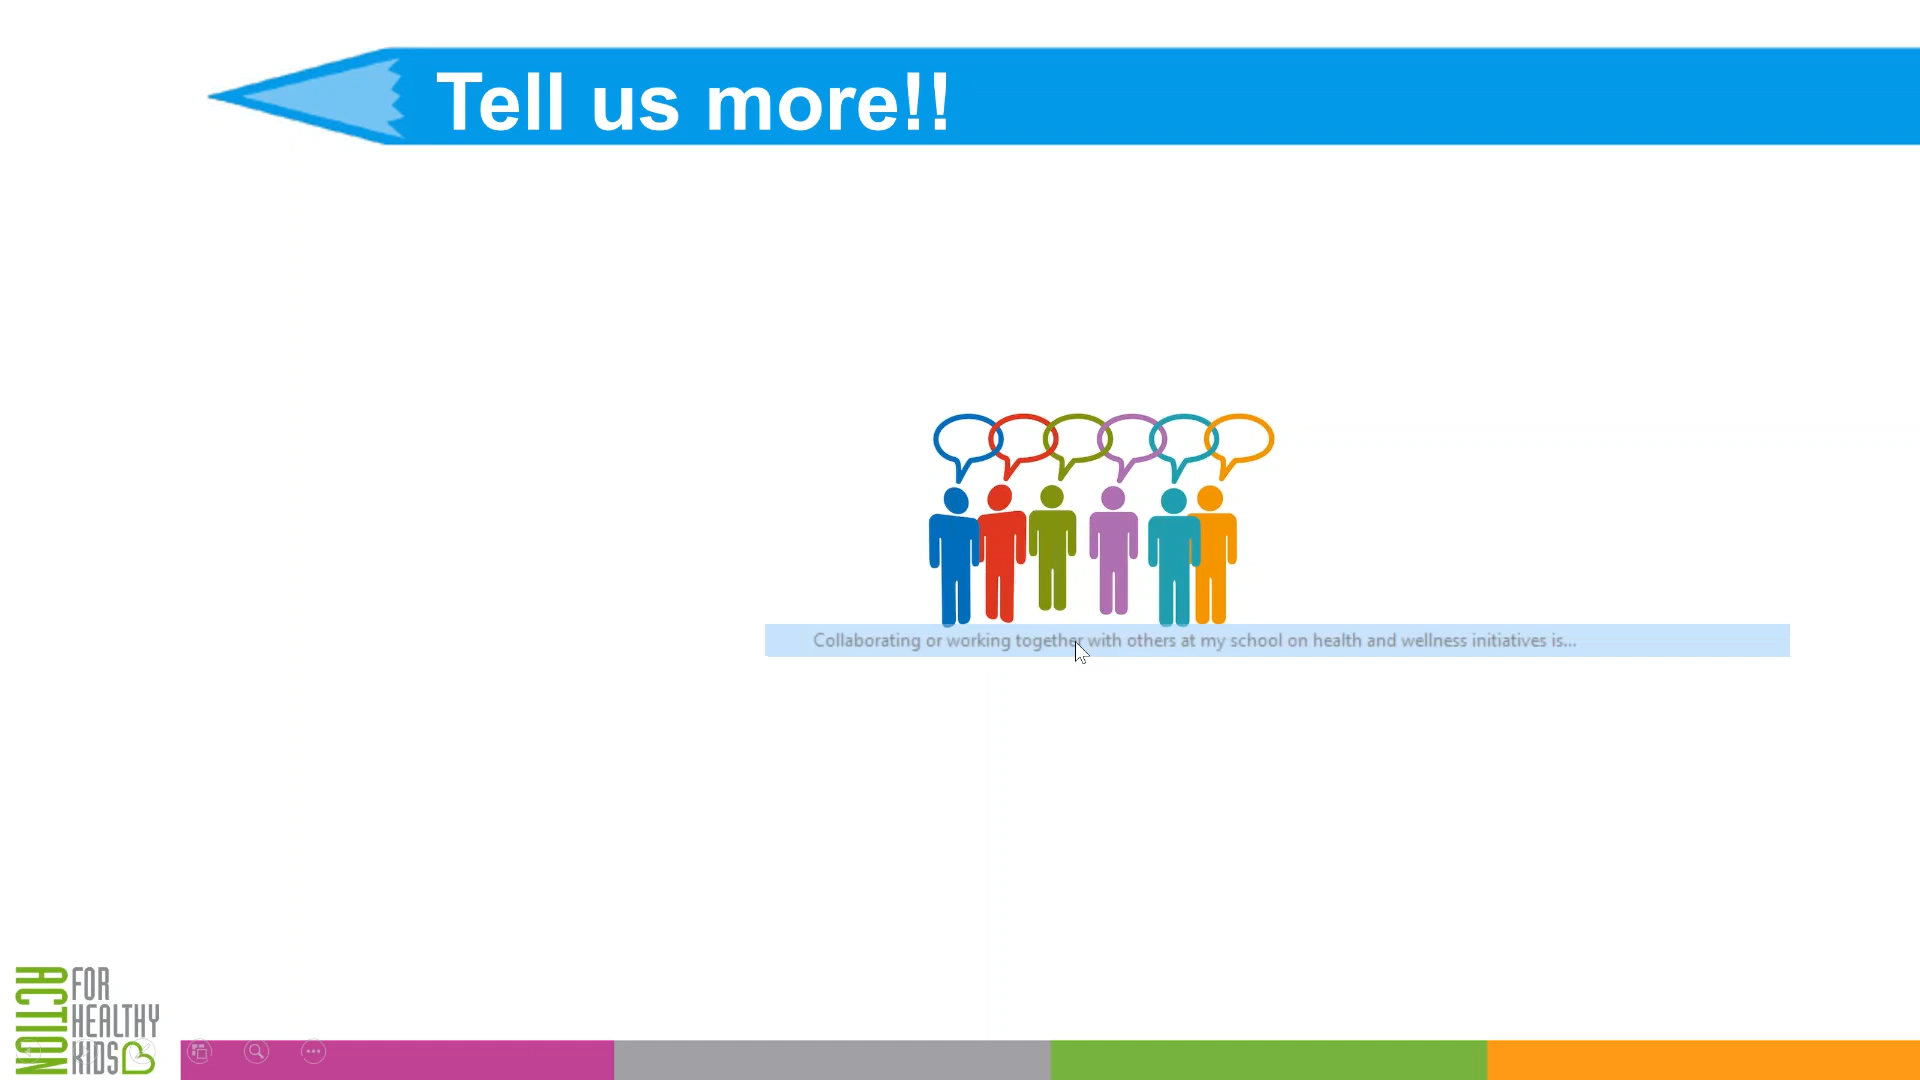 Tell us more!!
Collaborating or working together with others at my school on health and wellness initiatives is...
ACTION
FOR
HEALTHY
KIDS